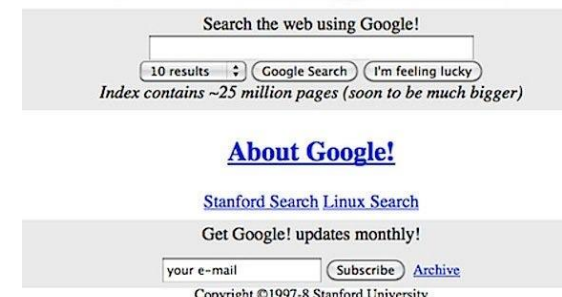 Search the web using Google!
10 results Google Search I'm feeling lucky
Index contains ~25 million pages (soon to be much bigger)
About Google!
Stanford Search Linux Search
Get Google! updates monthly!
your e-mail Subscribe Archive
Copyright ©1997-8 Stanford University